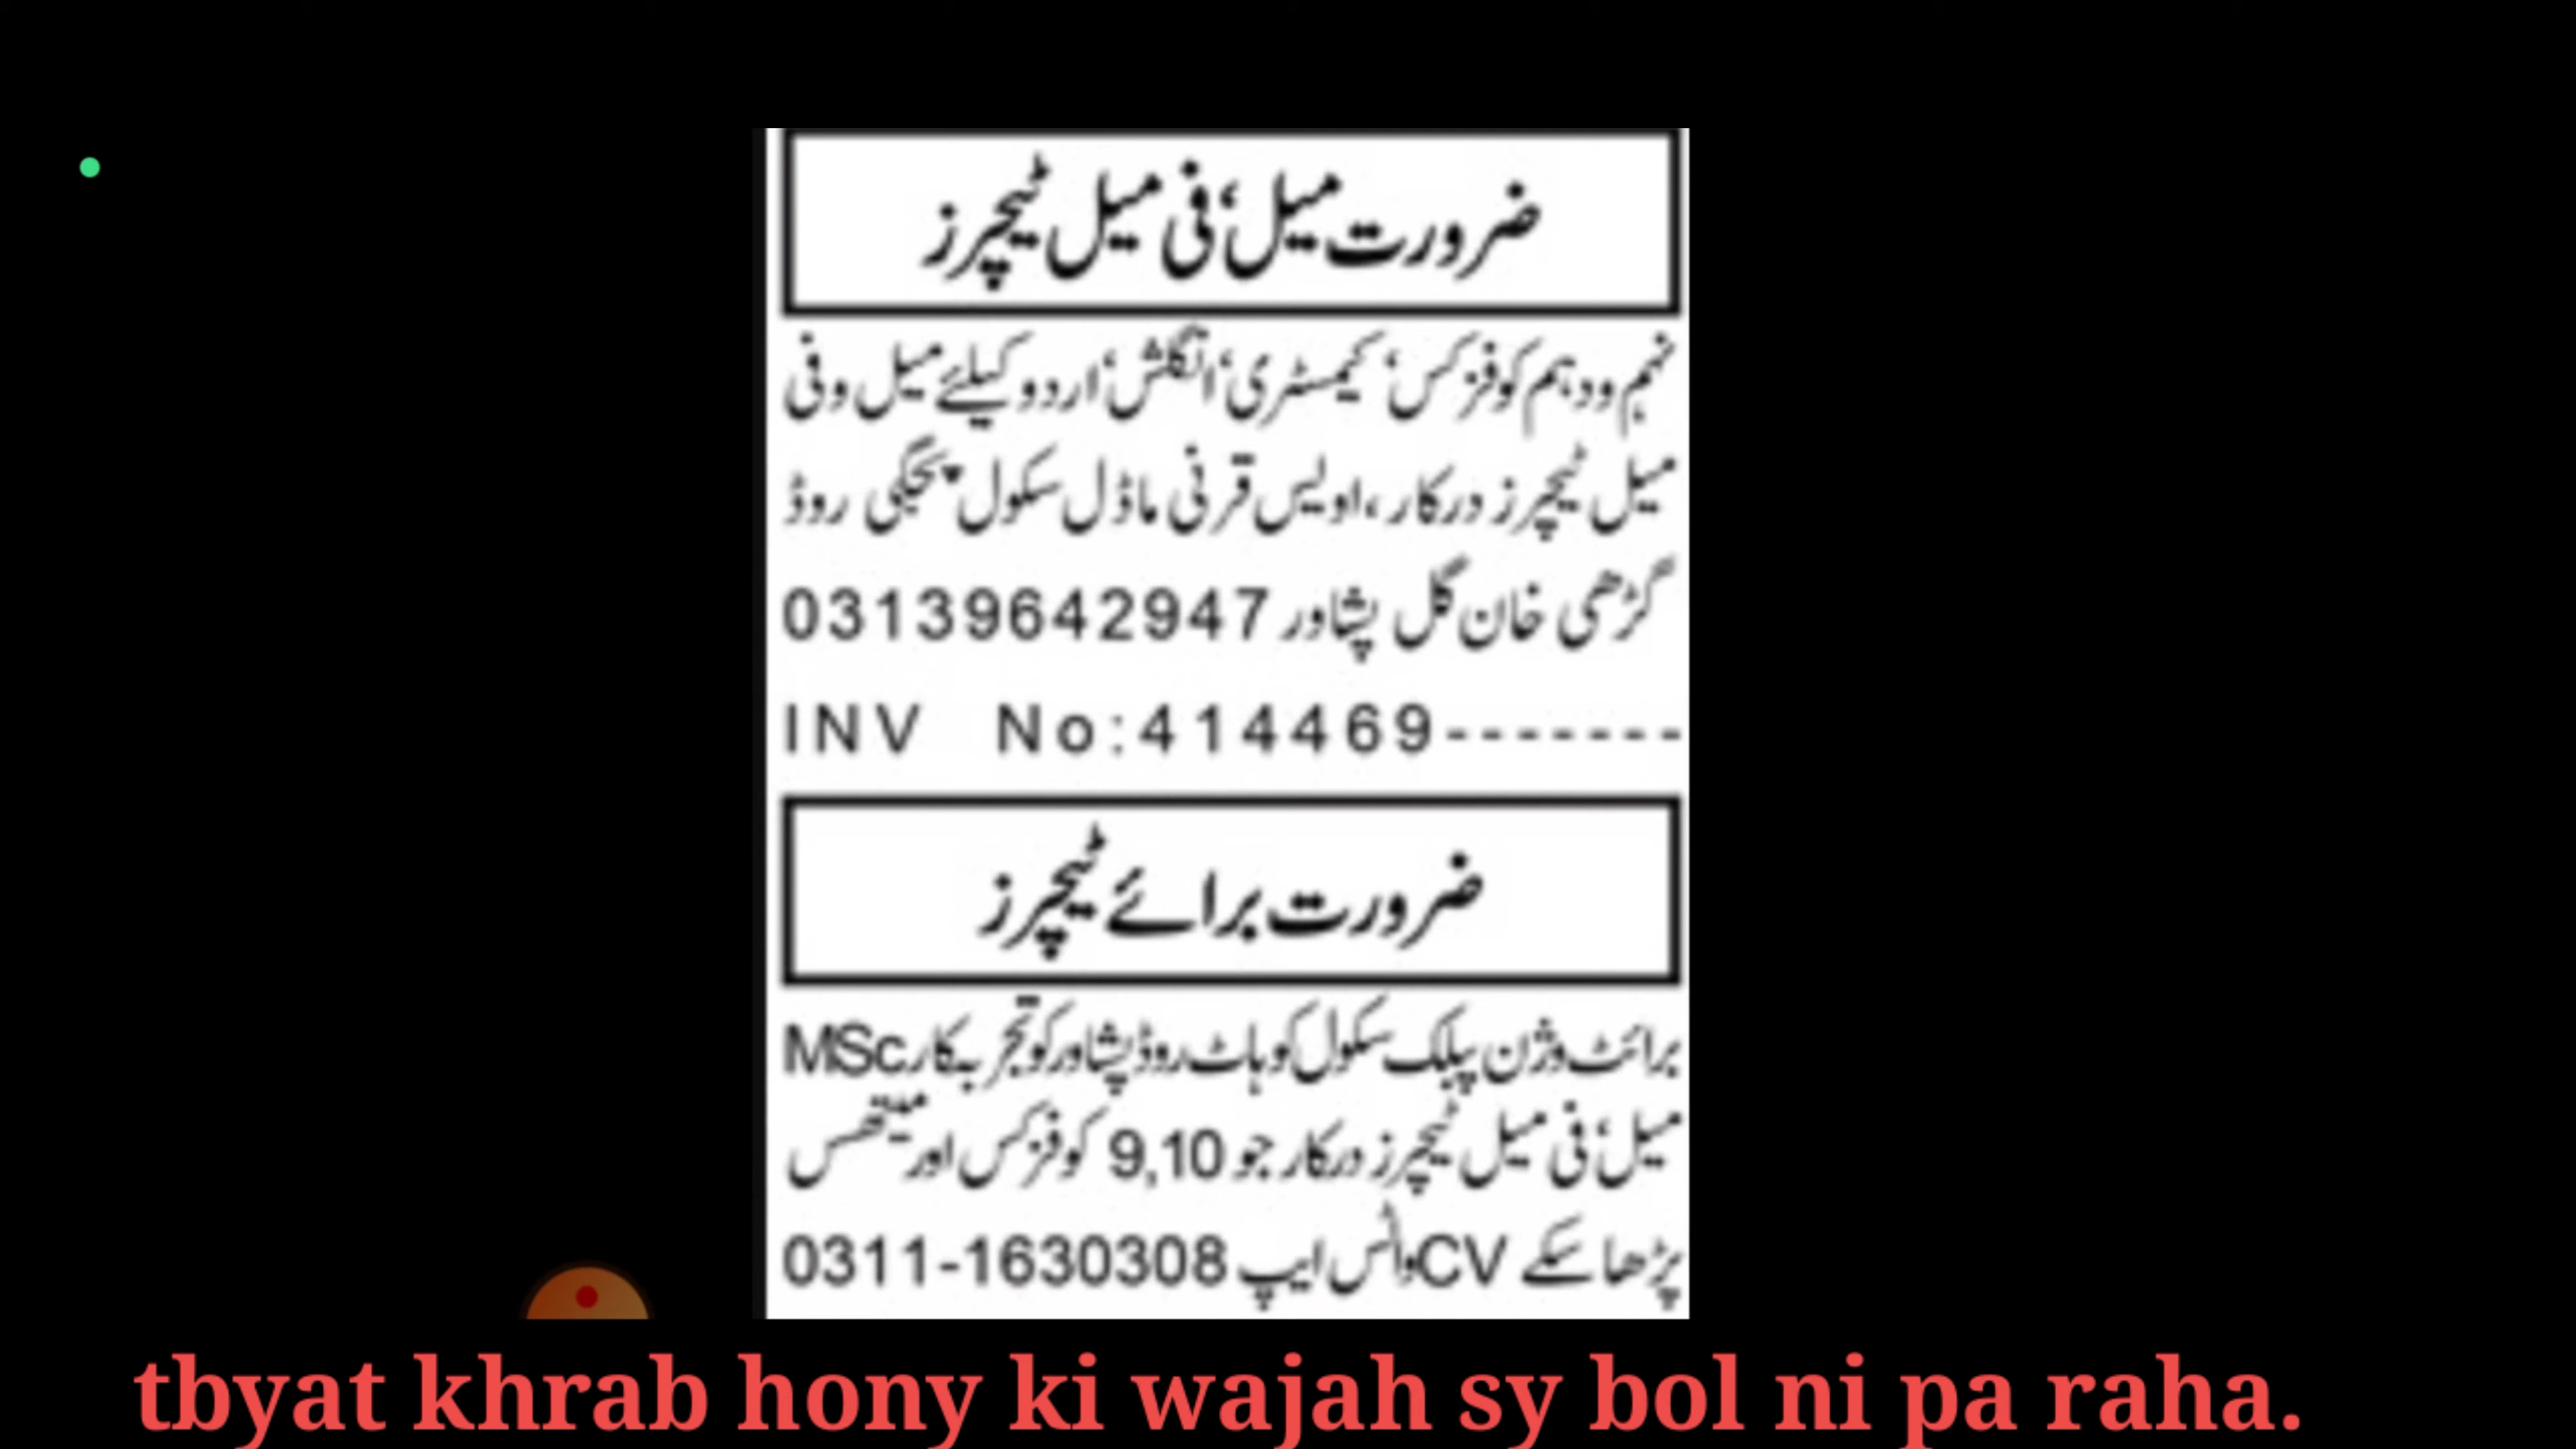 ضرورت میل، فی میل ٹیچرز
نہم و دہم کو فزکس، کیمسٹری، انگلش، اردو کیلئے میل و فی
میل ٹیچرز درکار، اویس قرنی ماڈل سکول پجگی روڈ
گڑھی خان گل پشاور 03139642947
INV No:414469-------
ضرورت برائے ٹیچرز
برائٹ وژن پبلک سکول کوہاٹ روڈ پشاور کو تجربہ کار MSc
میل، فی میل ٹیچرز درکار جو 9,10 کو فزکس اور میتھس
پڑھا سکے CV واٹس ایپ 0311-1630308
tbyat khrab hony ki wajah sy bol ni pa raha.